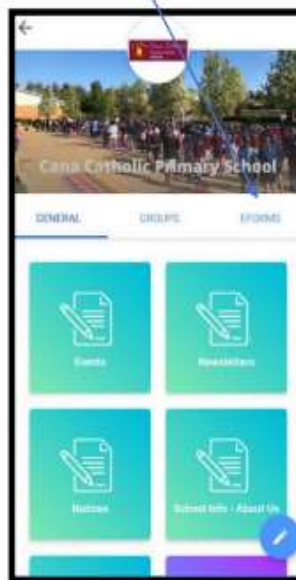 Cana Catholic Primary School
GENERAL GROUPS EFORMS
Events Newsletters
Notices School Info - About Us